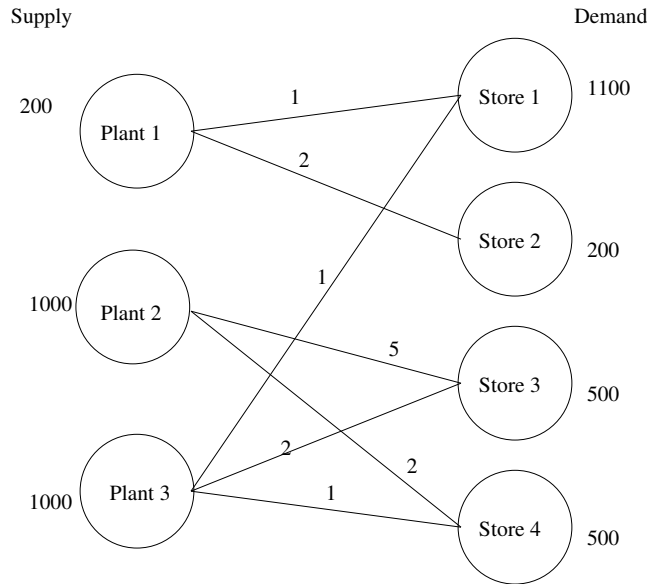 Supply
Demand
200
Plant 1
1
Store 1
1100
2
Store 2
200
1000
Plant 2
1
5
Store 3
500
2
2
1000
Plant 3
1
Store 4
500